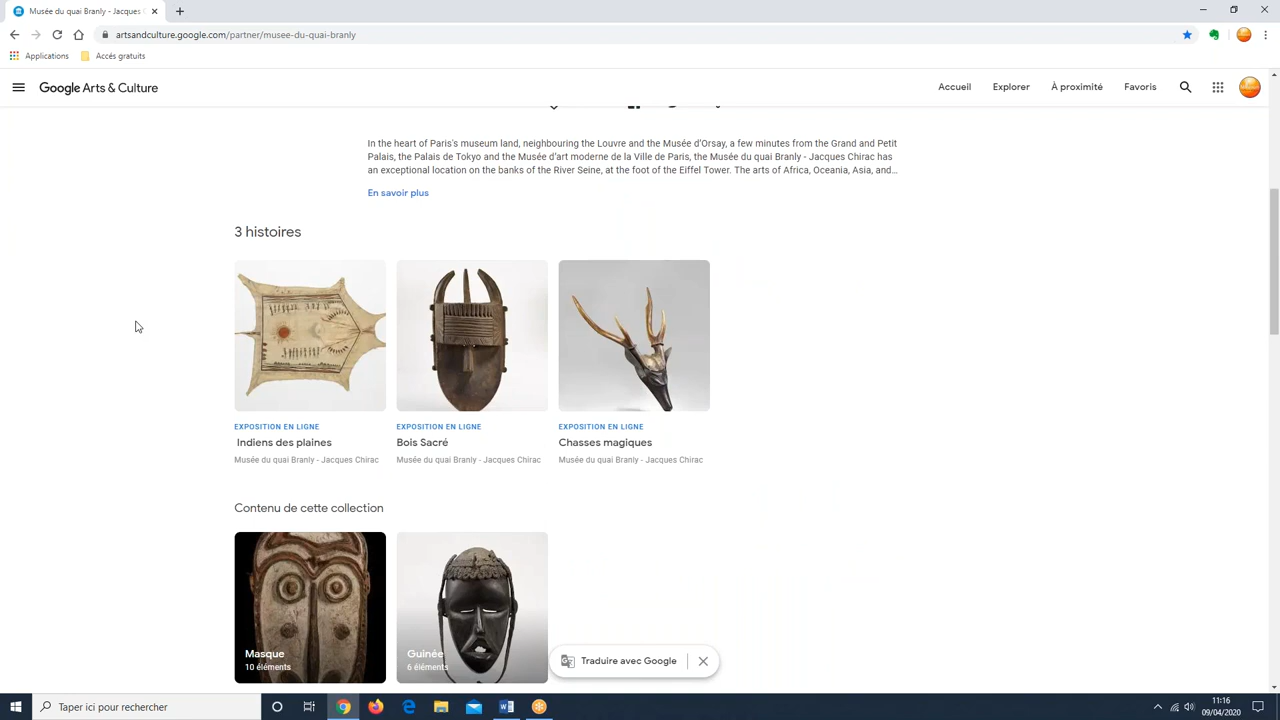 Musée du quai Branly - Jacques C
artsandculture.google.com/partner/musee-du-quai-branly
Applications
Accés gratuits
Google Arts & Culture
Accueil
Explorer
À proximité
Favoris
In the heart of Paris's museum land, neighbouring the Louvre and the Musée d'Orsay, a few minutes from the Grand and Petit
Palais, the Palais de Tokyo and the Musée d'art moderne de la Ville de Paris, the Musée du quai Branly - Jacques Chirac has
an exceptional location on the banks of the River Seine, at the foot of the Eiffel Tower. The arts of Africa, Oceania, Asia, and...
En savoir plus
3 histoires
EXPOSITION EN LIGNE
Indiens des plaines
Musée du quai Branly - Jacques Chirac
EXPOSITION EN LIGNE
Bois Sacré
Musée du quai Branly - Jacques Chirac
EXPOSITION EN LIGNE
Chasses magiques
Musée du quai Branly - Jacques Chirac
Contenu de cette collection
Masque
10 éléments
Guinée
6 éléments
Traduire avec Google
Taper ici pour rechercher
11:16
09/04/2020